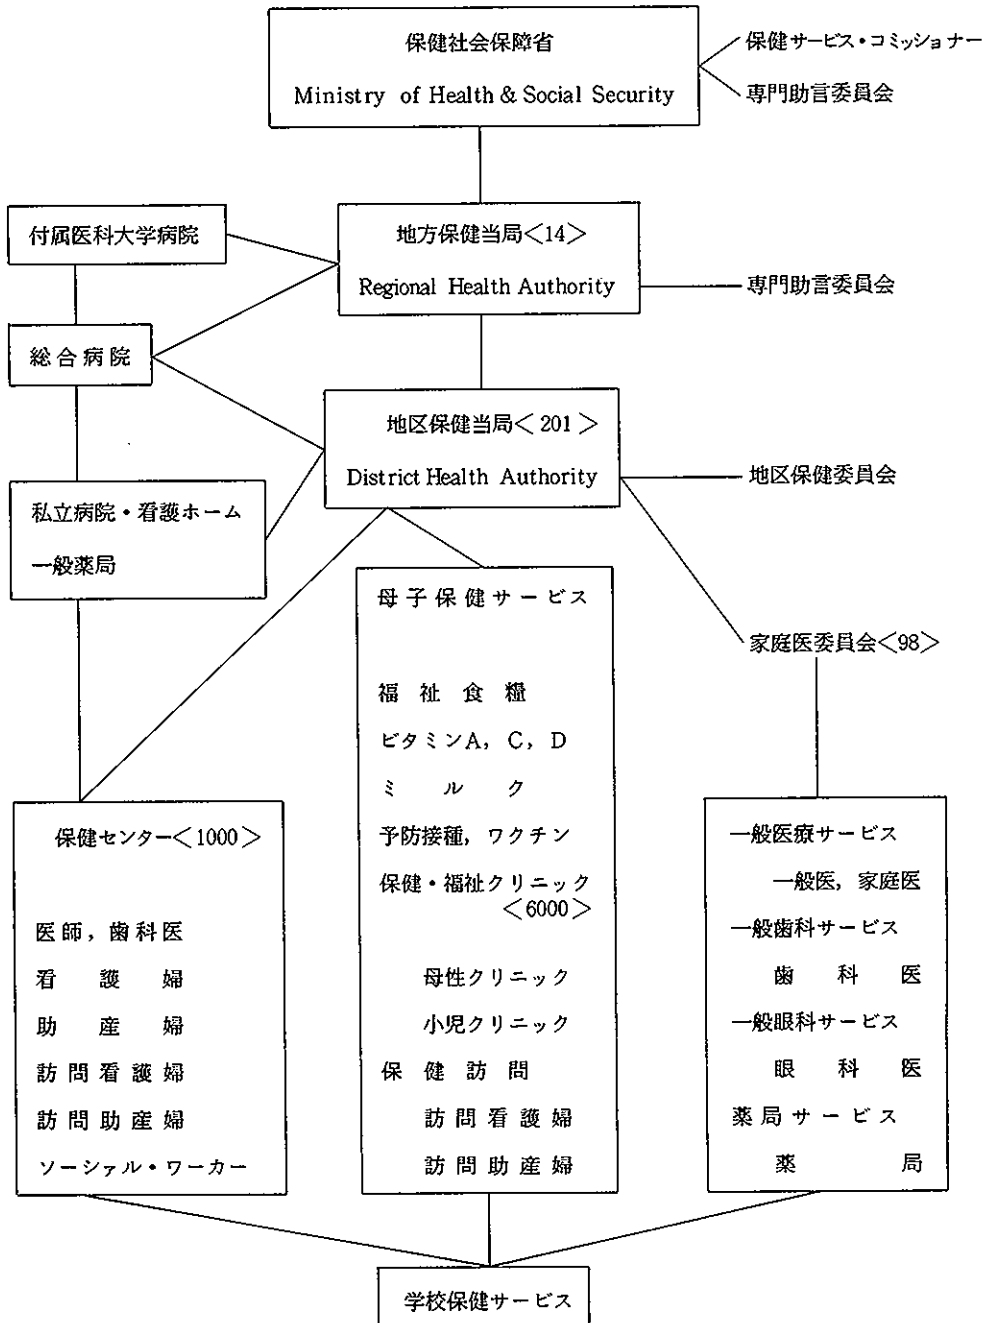 保健社会保障省
Ministry of Health & Social Security
保健サービス・コミッショナー
専門助言委員会
付属医科大学病院
地方保健当局<14>
Regional Health Authority
専門助言委員会
総合病院
地区保健当局<201>
District Health Authority
地区保健委員会
私立病院・看護ホーム
一般薬局
家庭医委員会<98>
母子保健サービス
福祉食糧
ビタミンA, C, D
ミルク
予防接種, ワクチン
保健・福祉クリニック
<6000>
母性クリニック
小児クリニック
保健訪問
訪問看護婦
訪問助産婦
保健センター<1000>
医師, 歯科医
看護婦
助産婦
訪問看護婦
訪問助産婦
ソーシァル・ワーカー
一般医療サービス
一般医, 家庭医
一般歯科サービス
歯科医
一般眼科サービス
眼科医
薬局サービス
薬局
学校保健サービス